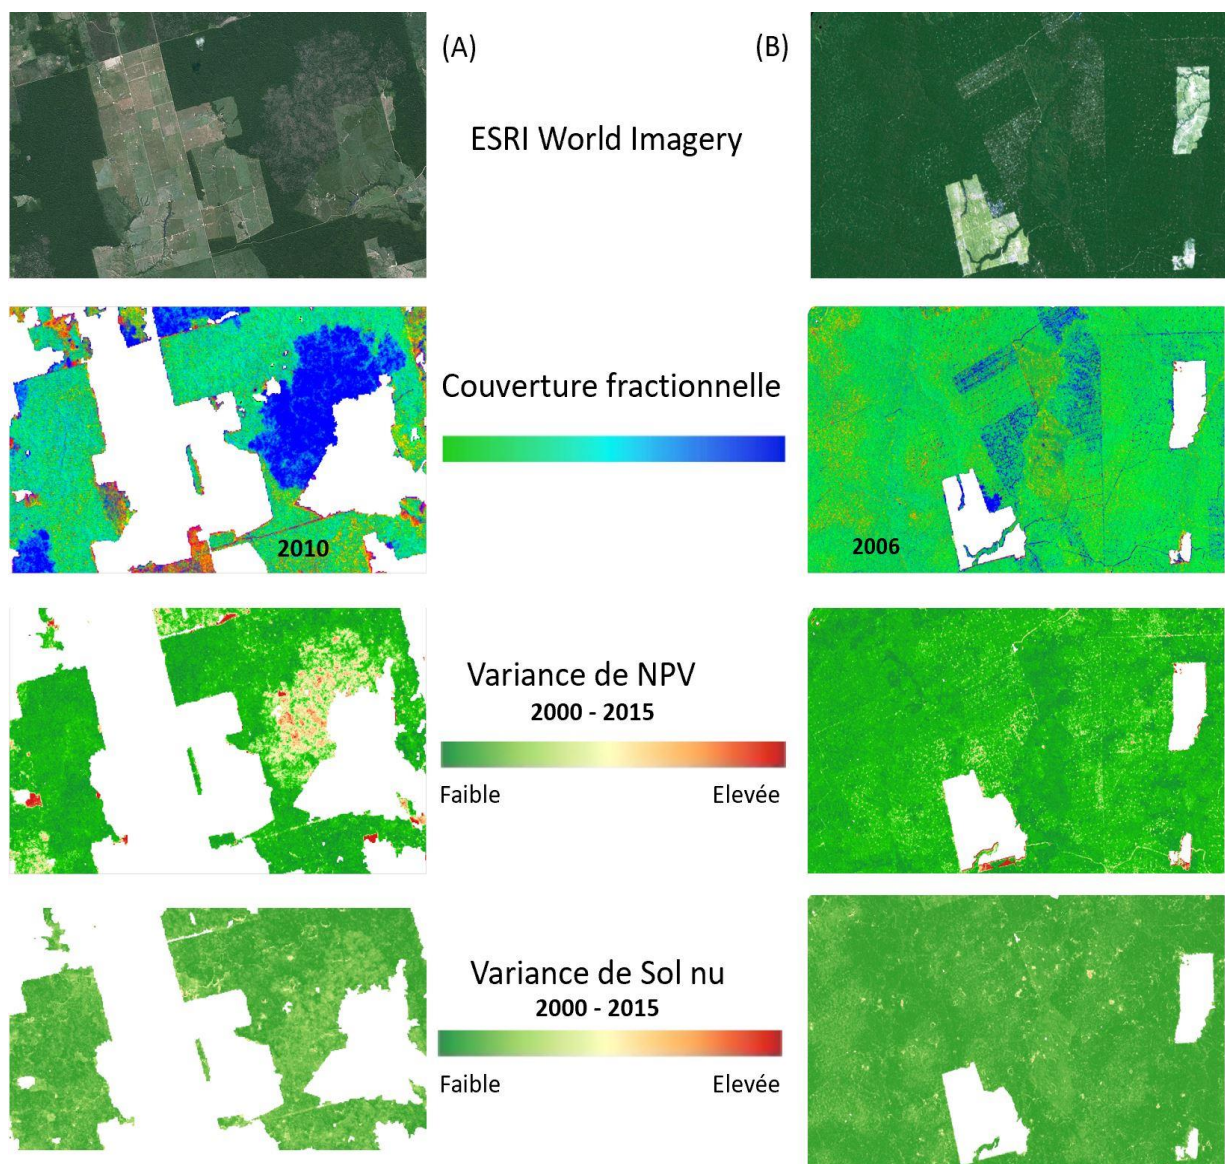 (A)
(B)
ESRI World Imagery
Couverture fractionnelle
2010
2006
Variance de NPV
2000 - 2015
Faible
Elevée
Variance de Sol nu
2000 - 2015
Faible
Elevée